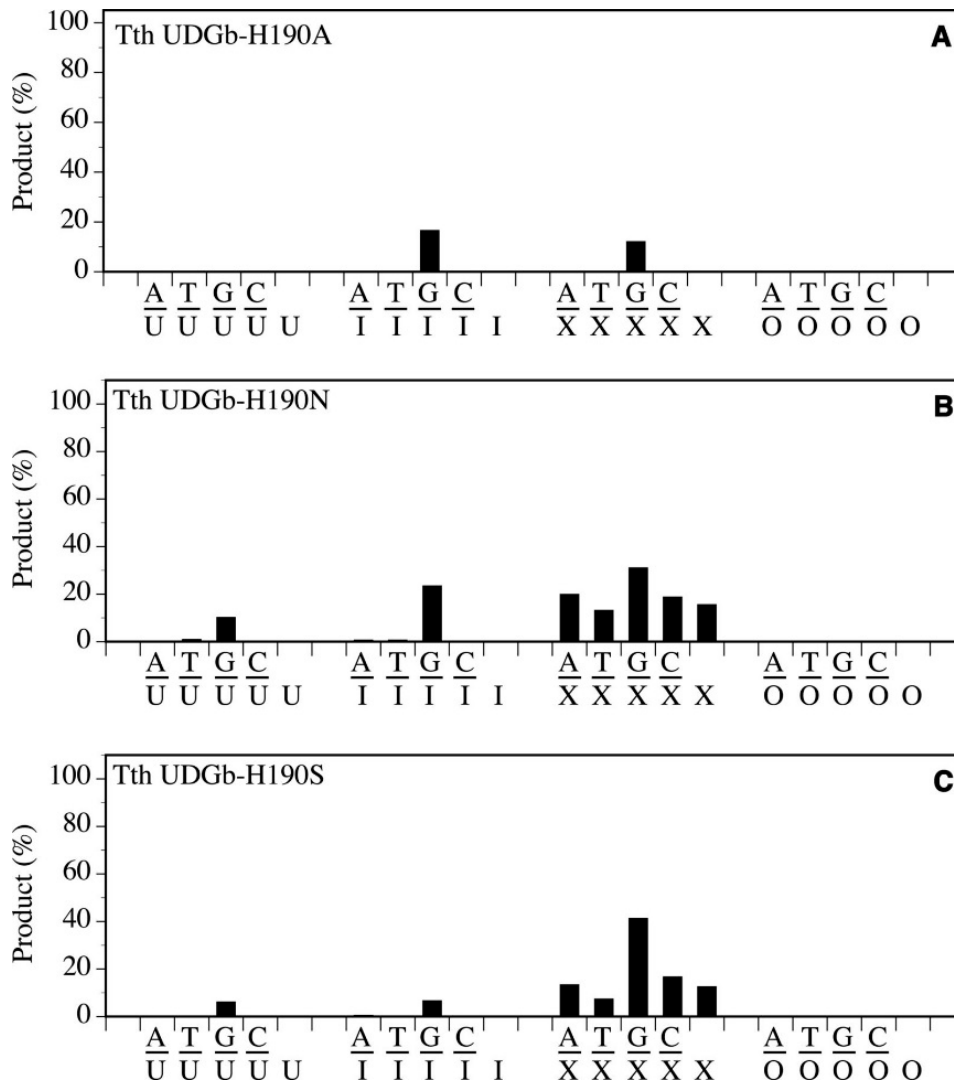 Tth UDGb-H190A
A
Product (%)
100
80
60
40
20
0
A T G C A T G C A T G C A T G C
U U U U U I I I I I X X X X X O O O O O
Tth UDGb-H190N
B
Product (%)
100
80
60
40
20
0
A T G C A T G C A T G C A T G C
U U U U U I I I I I X X X X X O O O O O
Tth UDGb-H190S
C
Product (%)
100
80
60
40
20
0
A T G C A T G C A T G C A T G C
U U U U U I I I I I X X X X X O O O O O